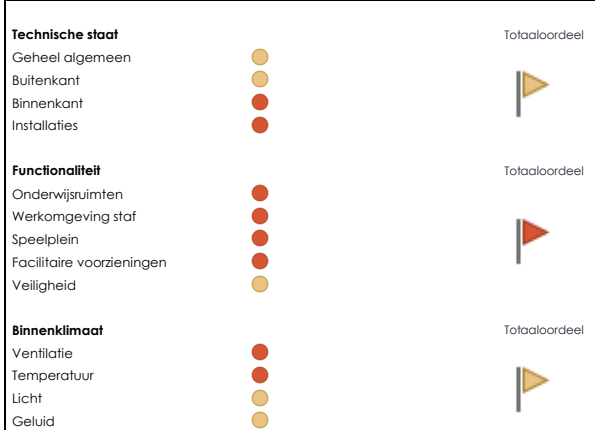 Technische staat Totaaloordeel
Geheel algemeen
Buitenkant
Binnenkant
Installaties
Functionaliteit Totaaloordeel
Onderwijsruimten
Werkomgeving staf
Speelplein
Facilitaire voorzieningen
Veiligheid
Binnenklimaat Totaaloordeel
Ventilatie
Temperatuur
Licht
Geluid